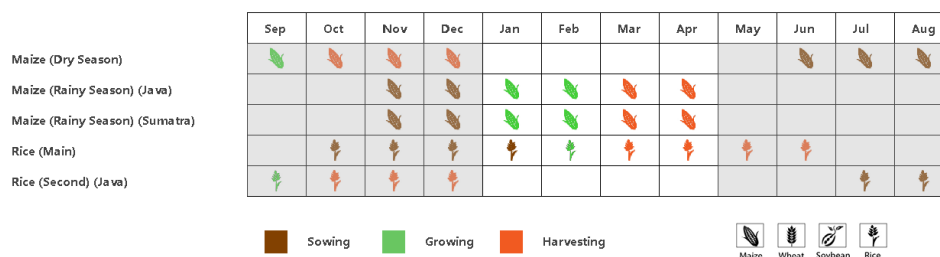 Sep Oct Nov Dec Jan Feb Mar Apr May Jun Jul Aug
Maize (Dry Season)
Maize (Rainy Season) (Java)
Maize (Rainy Season) (Sumatra)
Rice (Main)
Rice (Second) (Java)
Sowing Growing Harvesting
Maize Wheat Soybean Rice